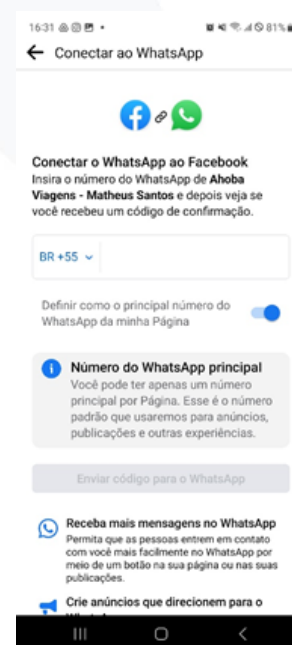 16:31
81%
Conectar ao WhatsApp
Conectar o WhatsApp ao Facebook
Insira o número do WhatsApp de Ahoba
Viagens - Matheus Santos e depois veja se
você recebeu um código de confirmação.
BR +55
Definir como o principal número do
WhatsApp da minha Página
Número do WhatsApp principal
Você pode ter apenas um número
principal por Página. Esse é o número
padrão que usaremos para anúncios,
publicações e outras experiências.
Enviar código para o WhatsApp
Receba mais mensagens no WhatsApp
Permita que as pessoas entrem em contato
com você mais facilmente no WhatsApp por
meio de um botão na sua página ou nas suas
publicações.
Crie anúncios que direcionem para o